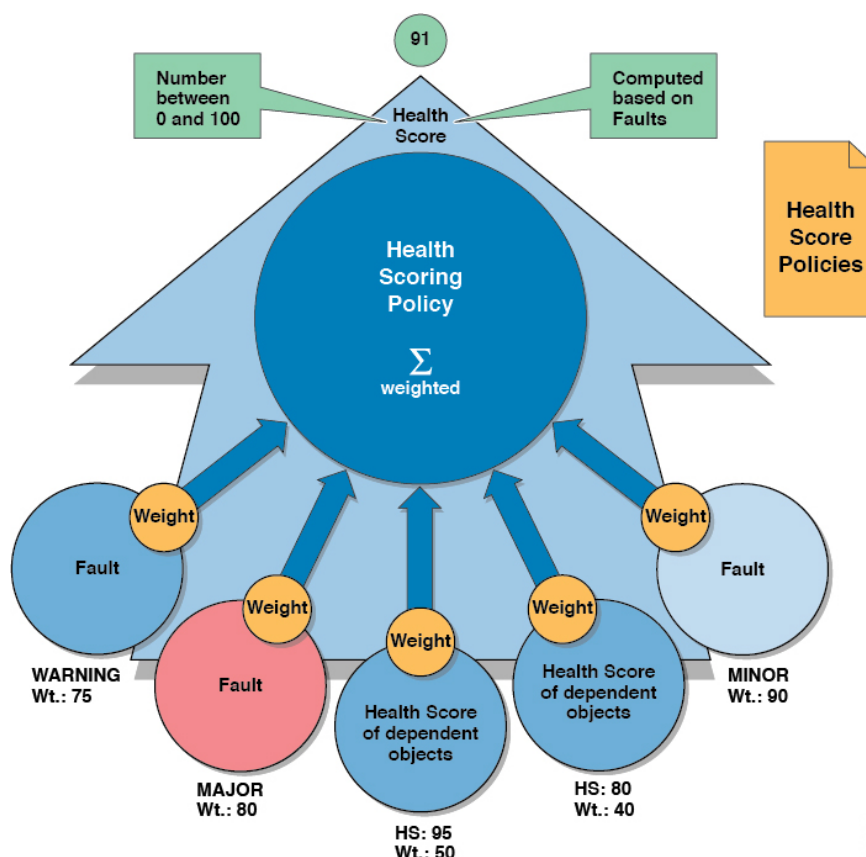 91
Number
between
0 and 100
Computed
based on
Faults
Health
Score
Health
Score
Policies
Health
Scoring
Policy
Σ
weighted
Weight
Fault
WARNING
Wt.: 75
Weight
Fault
MAJOR
Wt.: 80
Weight
Health Score
of dependent
objects
HS: 95
Wt.: 50
Weight
Health Score
of dependent
objects
HS: 80
Wt.: 40
Weight
Fault
MINOR
Wt.: 90